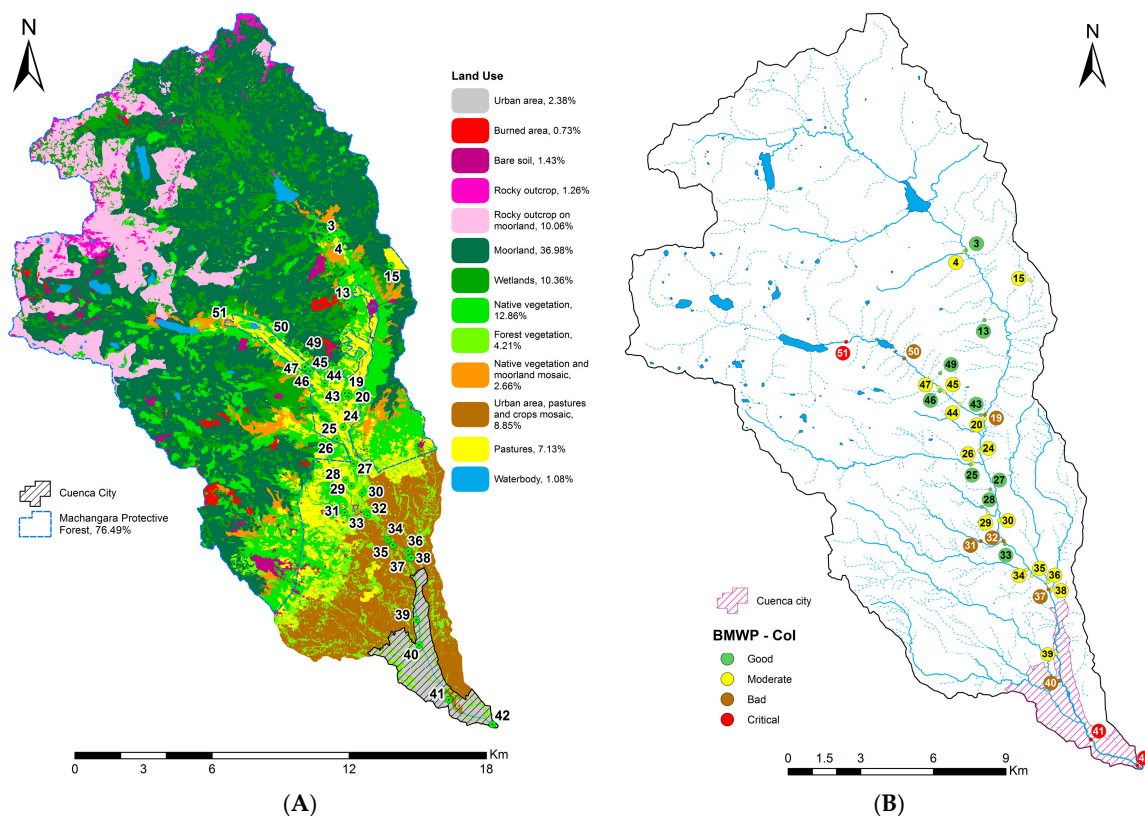 N
Land Use
Urban area, 2.38%
Burned area, 0.73%
Bare soil, 1.43%
Rocky outcrop, 1.26%
Rocky outcrop on
moorland, 10.06%
Moorland, 36.98%
Wetlands, 10.36%
Native vegetation,
12.86%
Forest vegetation,
4.21%
Native vegetation and
moorland mosaic,
2.66%
Urban area, pastures
and crops mosaic,
8.85%
Pastures, 7.13%
Waterbody, 1.08%
Cuenca City
Machangara Protective
Forest, 76.49%
3
4
15
13
51
50
49
47
45
46
44
43
19
20
24
25
26
27
28
29
30
31
32
33
34
35
36
37
38
39
40
41
42
0 3 6 12 18
Km
(A)
N
3
4
15
13
51
50
49
47
45
46
43
44
19
20
26
24
25
27
28
29
30
31
32
33
34
35
36
37
38
39
40
41
Cuenca city
BMWP - Col
Good
Moderate
Bad
Critical
0 1.5 3 6 9
Km
(B)